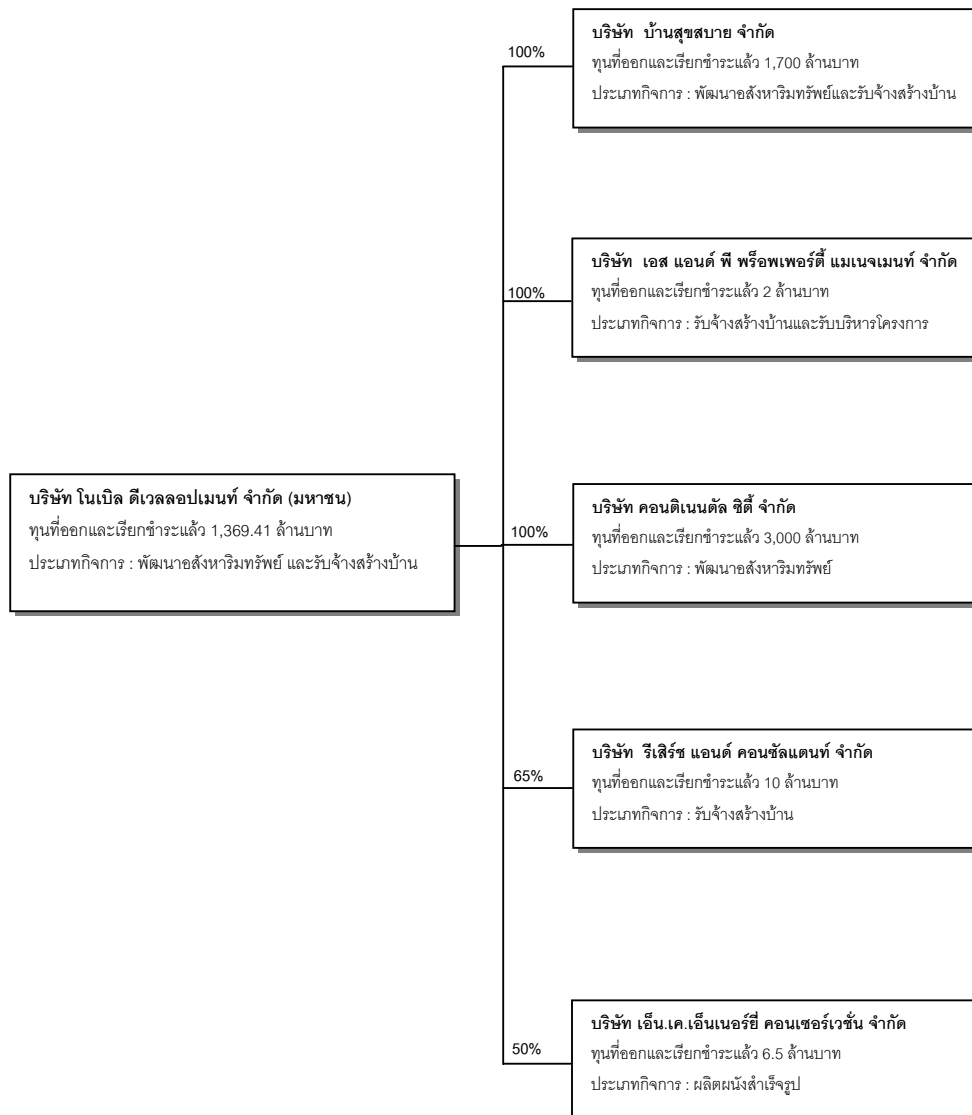 บริษัท บ้านสุขสบาย จำกัด
100%
ทุนที่ออกและเรียกชำระแล้ว 1,700 ล้านบาท
ประเภทกิจการ : พัฒนาอสังหาริมทรัพย์และรับจ้างสร้างบ้าน
บริษัท เอส แอนด์ พี พร็อพเพอร์ตี้ แมเนจเมนท์ จำกัด
100%
ทุนที่ออกและเรียกชำระแล้ว 2 ล้านบาท
ประเภทกิจการ : รับจ้างสร้างบ้านและรับบริหารโครงการ
บริษัท โนเบิล ดีเวลลอปเมนท์ จำกัด (มหาชน)
ทุนที่ออกและเรียกชำระแล้ว 1,369.41 ล้านบาท
ประเภทกิจการ : พัฒนาอสังหาริมทรัพย์ และรับจ้างสร้างบ้าน
บริษัท คอนติเนนตัล ซิตี้ จำกัด
100%
ทุนที่ออกและเรียกชำระแล้ว 3,000 ล้านบาท
ประเภทกิจการ : พัฒนาอสังหาริมทรัพย์
บริษัท รีเสิร์ช แอนด์ คอนซัลแตนท์ จำกัด
65%
ทุนที่ออกและเรียกชำระแล้ว 10 ล้านบาท
ประเภทกิจการ : รับจ้างสร้างบ้าน
บริษัท เอ็น.เค.เอ็นเนอร์ยี่ คอนเซอร์เวชั่น จำกัด
50%
ทุนที่ออกและเรียกชำระแล้ว 6.5 ล้านบาท
ประเภทกิจการ : ผลิตผนังสำเร็จรูป